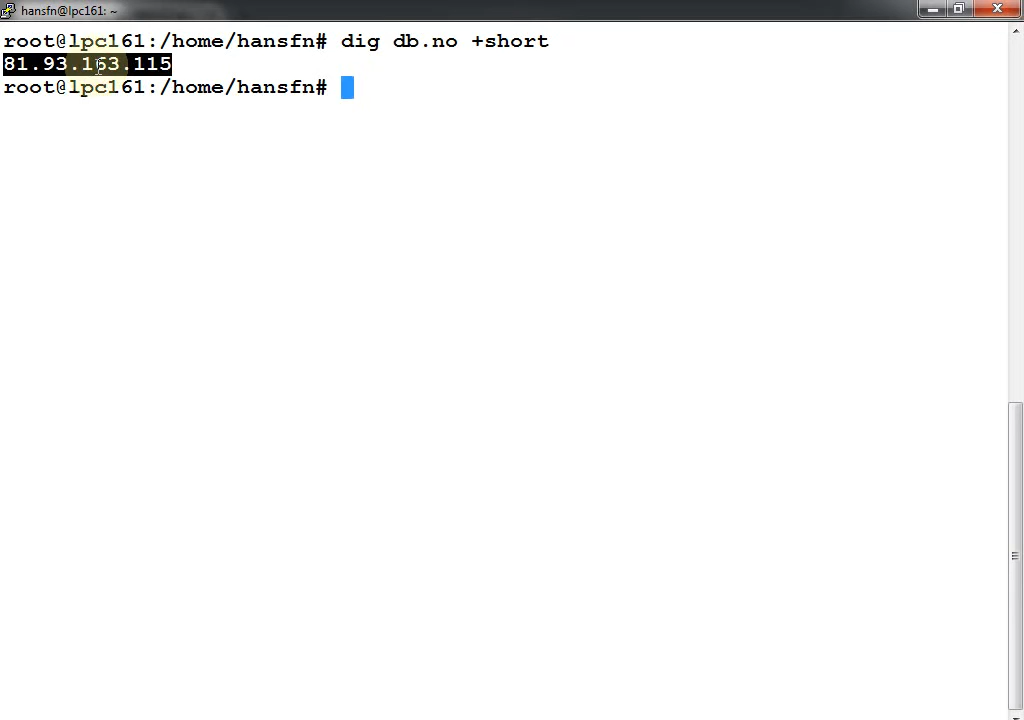 hansfn@lpc161: ~
root@lpc161:/home/hansfn# dig db.no +short
81.93.163.115
root@lpc161:/home/hansfn#